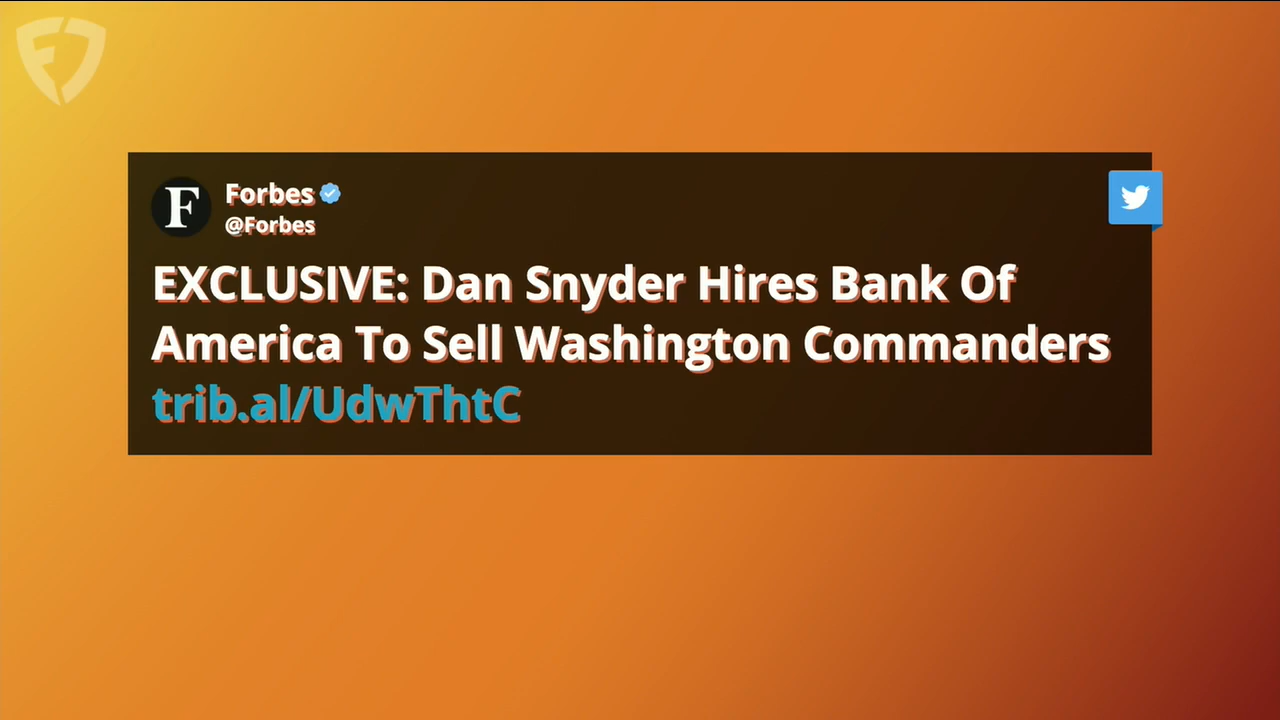 F
Forbes
@Forbes
EXCLUSIVE: Dan Snyder Hires Bank Of
America To Sell Washington Commanders
trib.al/UdwThtC